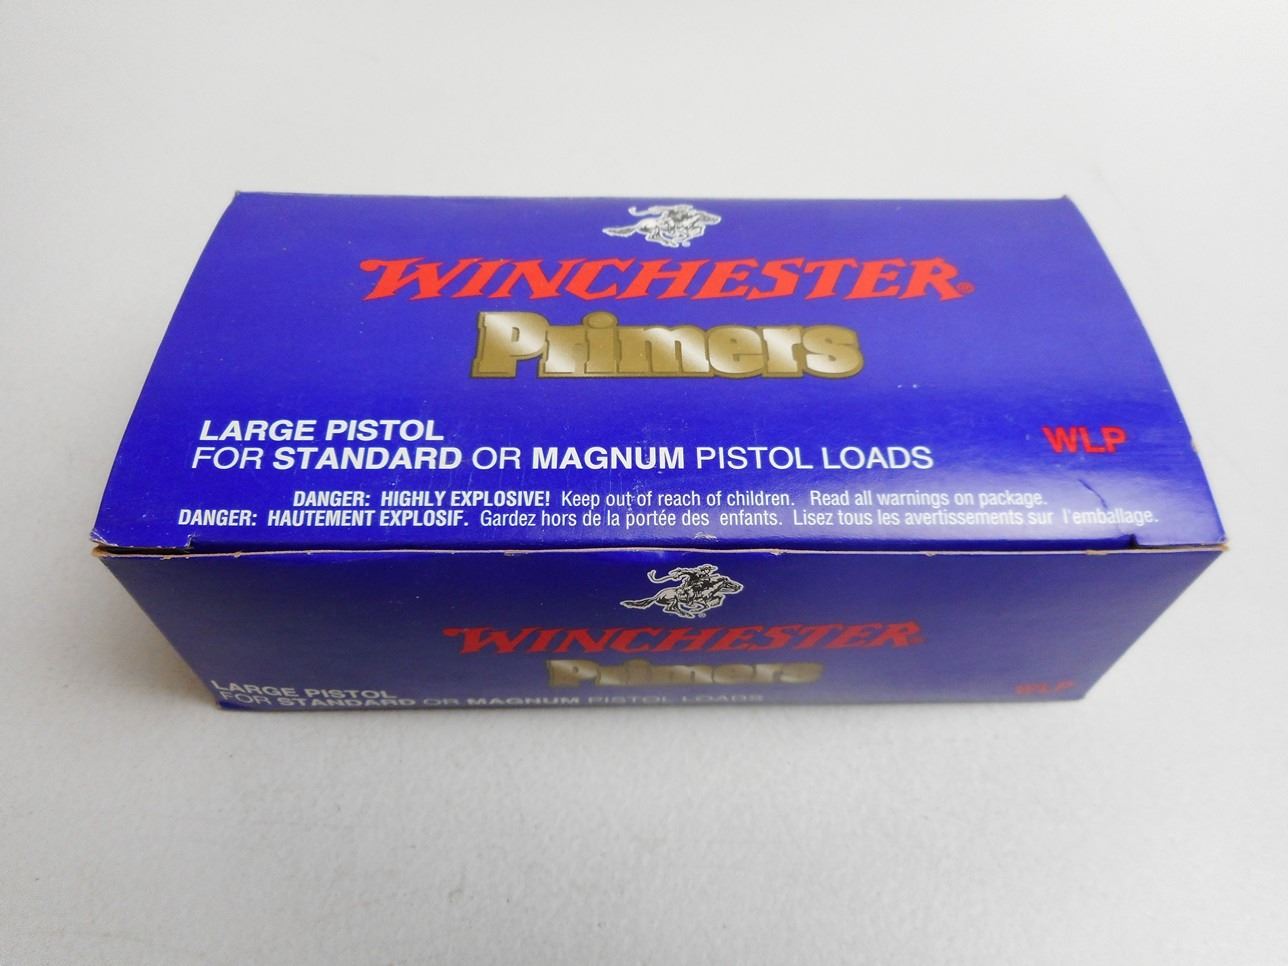 WINCHESTER®
Primers
LARGE PISTOL
FOR STANDARD OR MAGNUM PISTOL LOADS
WLP
DANGER: HIGHLY EXPLOSIVE! Keep out of reach of children. Read all warnings on package.
DANGER: HAUTEMENT EXPLOSIF. Gardez hors de la portée des enfants. Lisez tous les avertissements sur l'emballage.
WINCHESTER
Primers
LARGE PISTOL
FOR STANDARD OR MAGNUM PISTOL LOADS
WLP